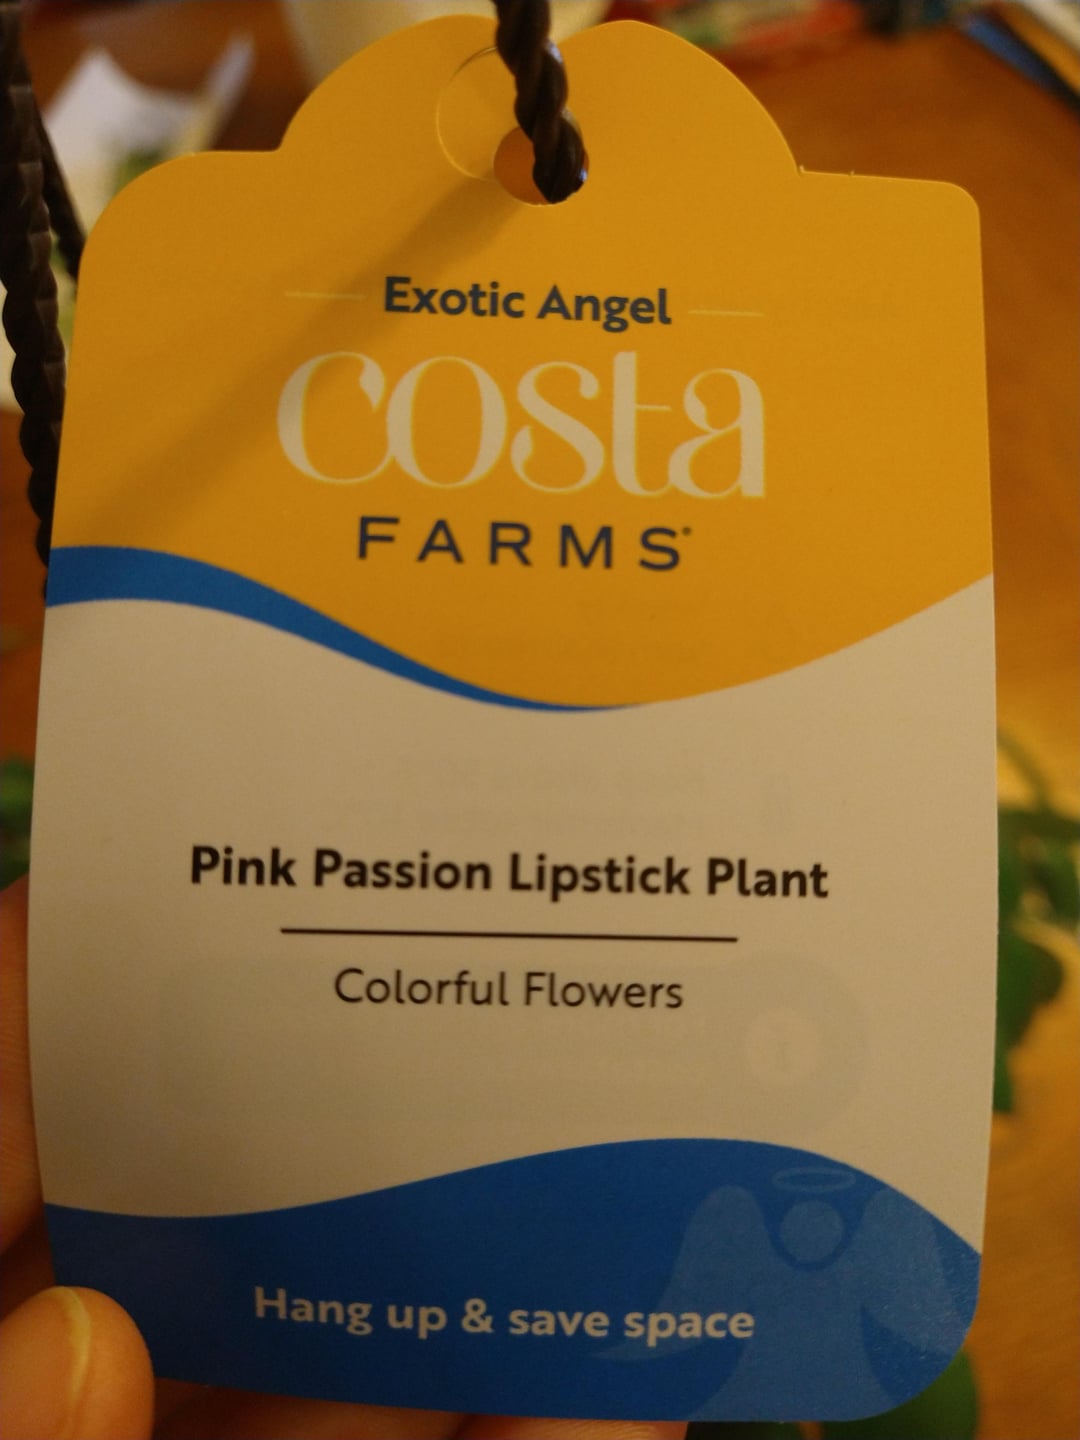 Exotic Angel
costa
FARMS®
Pink Passion Lipstick Plant
Colorful Flowers
Hang up & save space